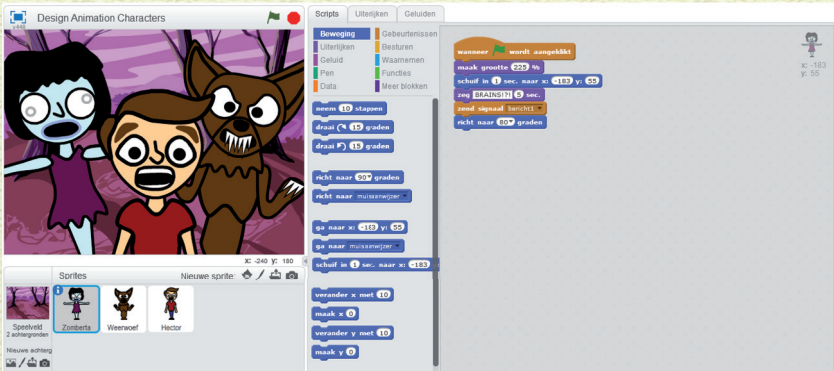 Design Animation Characters
v446
X: -240 y: 180
Sprites
Nieuwe sprite:
Speelveld
2 achtergronden
Zomberta
Weerwoef
Hector
Nieuwe achterg
Scripts
Uiterlijken
Geluiden
Beweging
Gebeurtenissen
Uiterlijken
Besturen
Geluid
Waarnemen
Pen
Functies
Data
Meer blokken
neem 10 stappen
draai 15 graden
draai 15 graden
richt naar 90 graden
richt naar muisaanwijzer
ga naar x: -183 y: 55
ga naar muisaanwijzer
schuif in 1 sec. naar x: -183
verander x met 10
maak x 0
verander y met 10
maak y 0
wanneer wordt aangeklikt
maak grootte 225 %
schuif in 1 sec. naar x: -183 y: 55
zeg BRAINS!?! 5 sec.
zend signaal bericht1
richt naar 80 graden
x: -183
y: 55